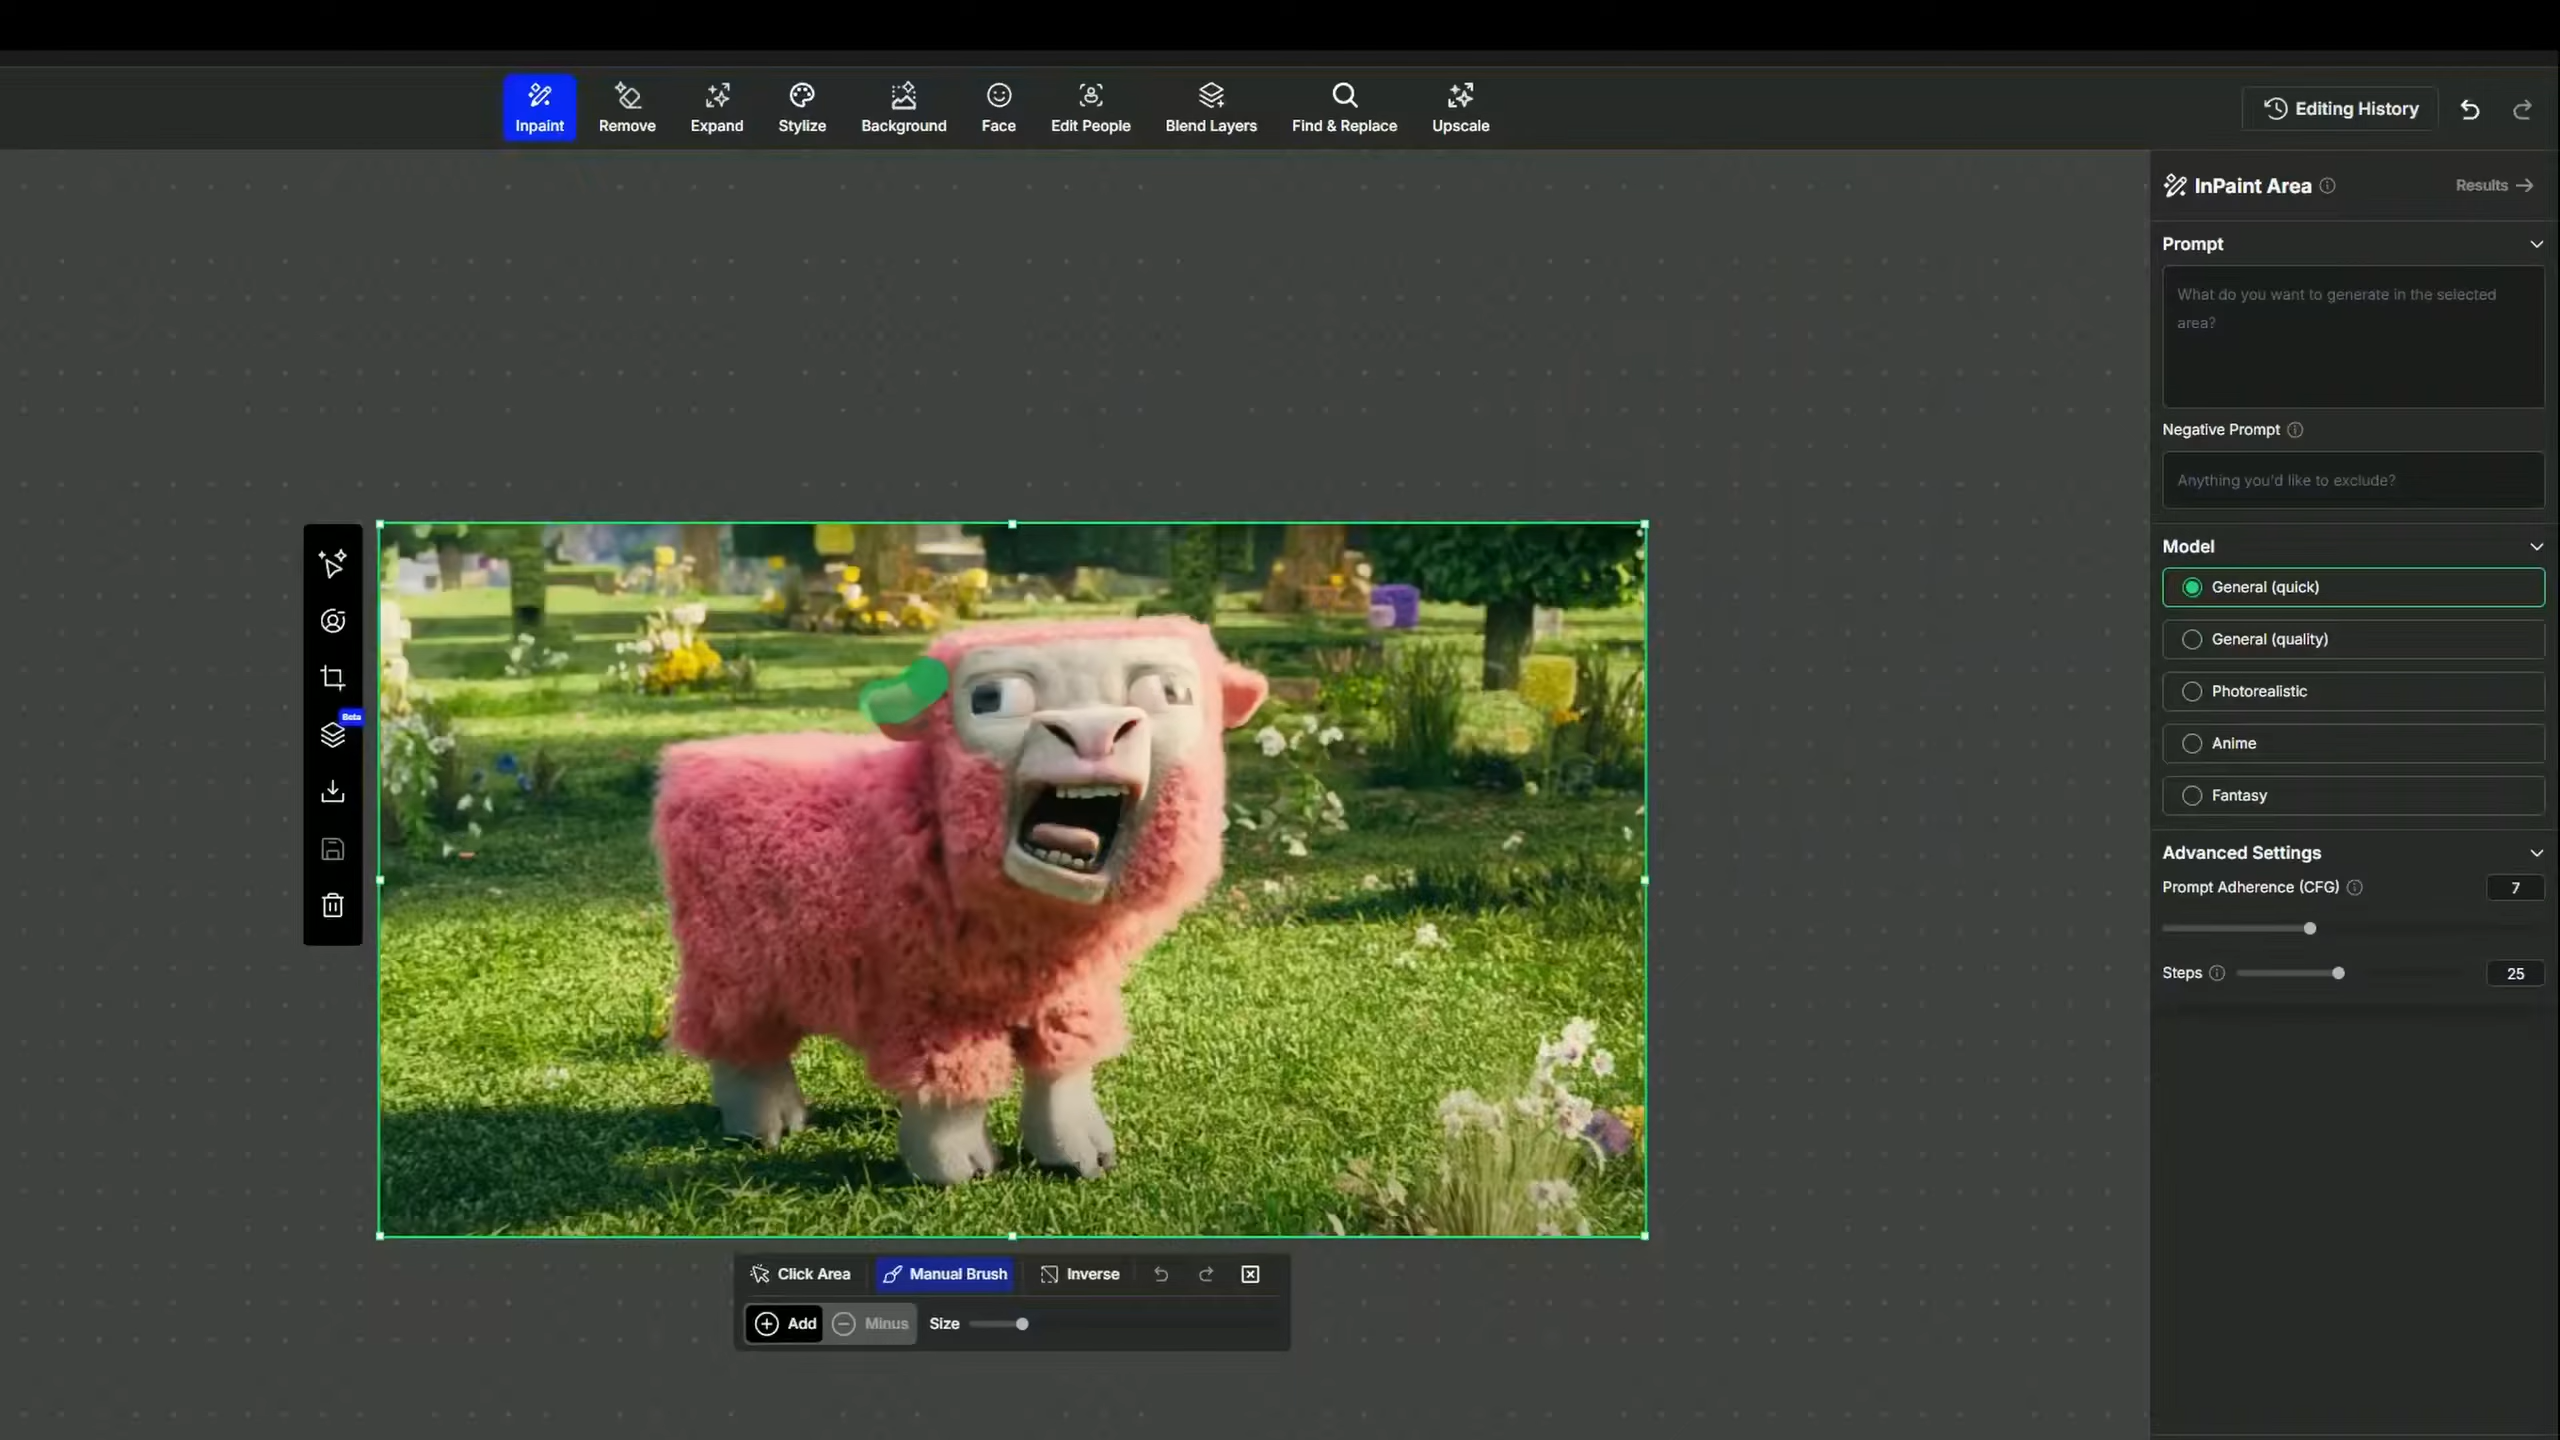 Inpaint
Remove
Expand
Stylize
Background
Face
Edit People
Blend Layers
Find & Replace
Upscale
Editing History
InPaint Area
Results
Prompt
What do you want to generate in the selected
area?
Negative Prompt
Anything you'd like to exclude?
Model
General (quick)
General (quality)
Photorealistic
Anime
Fantasy
Advanced Settings
Prompt Adherence (CFG)
7
Steps
25
Beta
Click Area
Manual Brush
Inverse
Add
Minus
Size